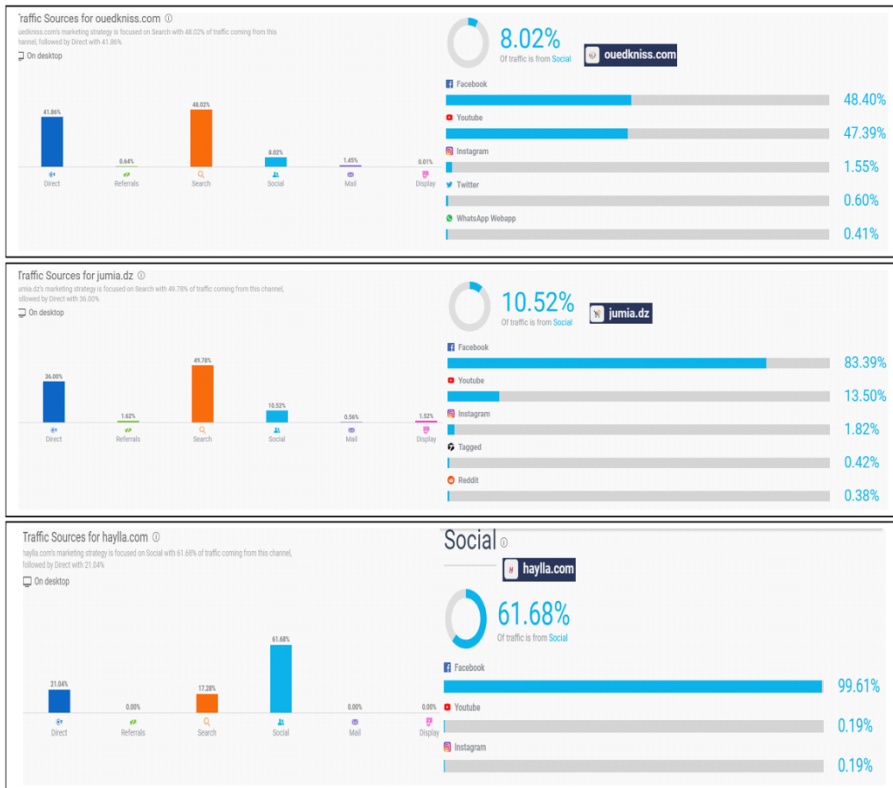 Traffic Sources for ouedkniss.com
ouedkniss.com's marketing strategy is focused on Search with 48.02% of traffic coming from this
channel, followed by Direct with 41.86%
On desktop
41.86%
0.64%
48.02%
8.02%
1.45%
0.01%
Direct
Referrals
Search
Social
Mail
Display
8.02%
Of traffic is from Social
ouedkniss.com
Facebook
48.40%
Youtube
47.39%
Instagram
1.55%
Twitter
0.60%
WhatsApp Webapp
0.41%
Traffic Sources for jumia.dz
jumia.dz's marketing strategy is focused on Search with 49.78% of traffic coming from this channel,
followed by Direct with 36.00%
On desktop
36.00%
1.62%
49.78%
10.52%
0.56%
1.52%
Direct
Referrals
Search
Social
Mail
Display
10.52%
Of traffic is from Social
jumia.dz
Facebook
83.39%
Youtube
13.50%
Instagram
1.82%
Tagged
0.42%
Reddit
0.38%
Traffic Sources for haylla.com
haylla.com's marketing strategy is focused on Social with 61.68% of traffic coming from this channel,
followed by Direct with 21.04%
On desktop
21.04%
0.00%
17.28%
61.68%
0.00%
0.00%
Direct
Referrals
Search
Social
Mail
Display
Social
haylla.com
61.68%
Of traffic is from Social
Facebook
99.61%
Youtube
0.19%
Instagram
0.19%